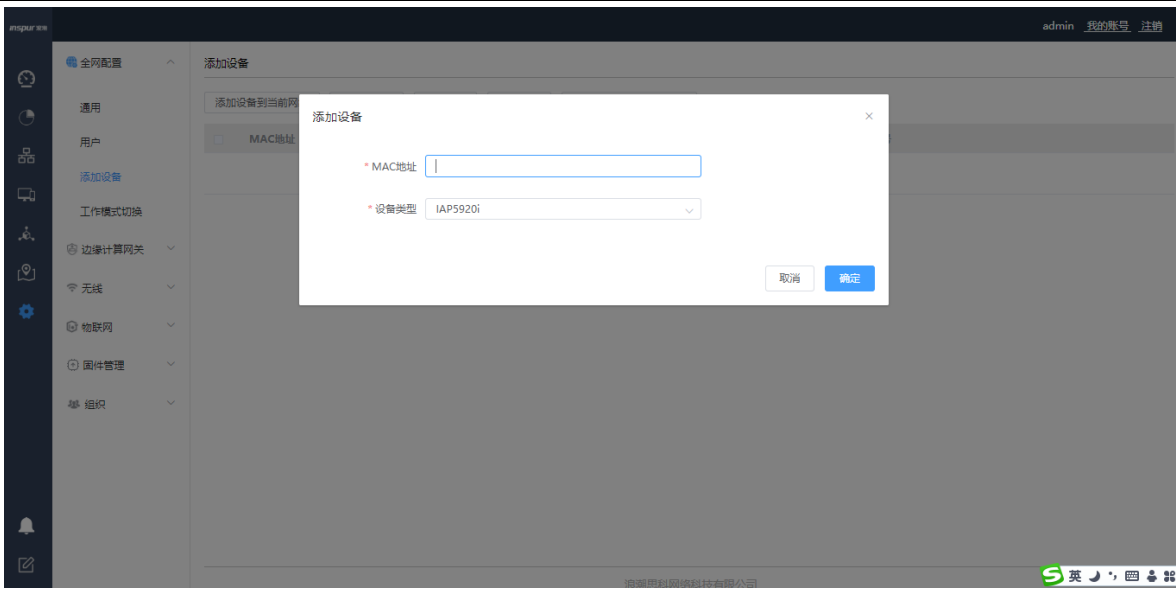 inspur 浪潮
admin 我的账号 注销
全网配置
通用
用户
添加设备
工作模式切换
边缘计算网关
无线
物联网
固件管理
组织
添加设备
添加设备到当前网
MAC地址
添加设备
* MAC地址
* 设备类型 IAP5920i
取消 确定
浪潮思科网络科技有限公司
英